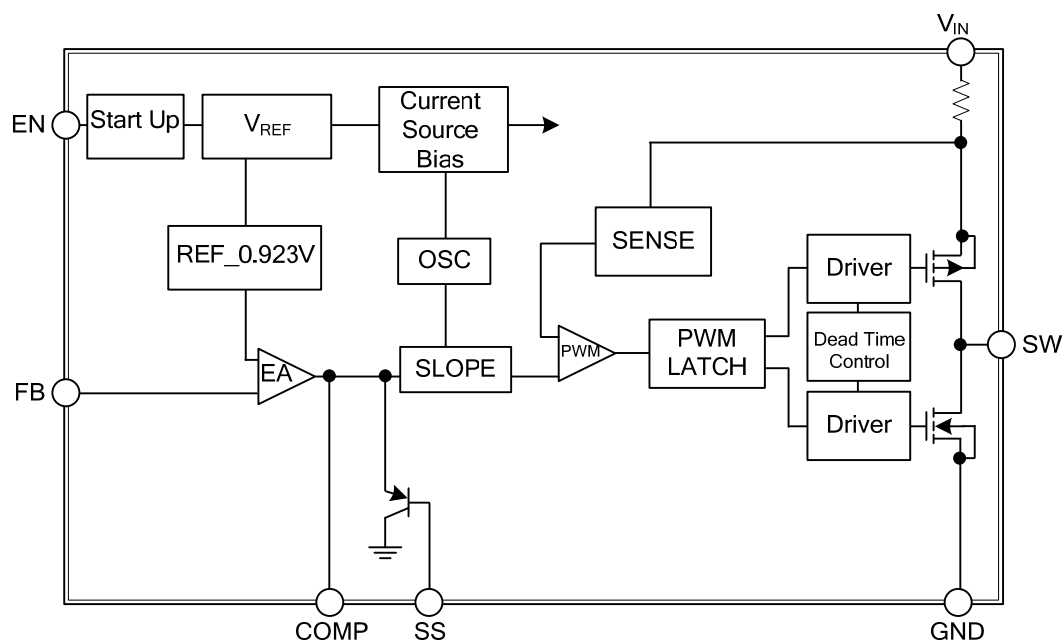 VIN
EN
Start Up
VREF
Current
Source
Bias
REF_0.923V
OSC
SENSE
Driver
EA
SLOPE
PWM
PWM
LATCH
Dead Time
Control
SW
FB
Driver
COMP
SS
GND